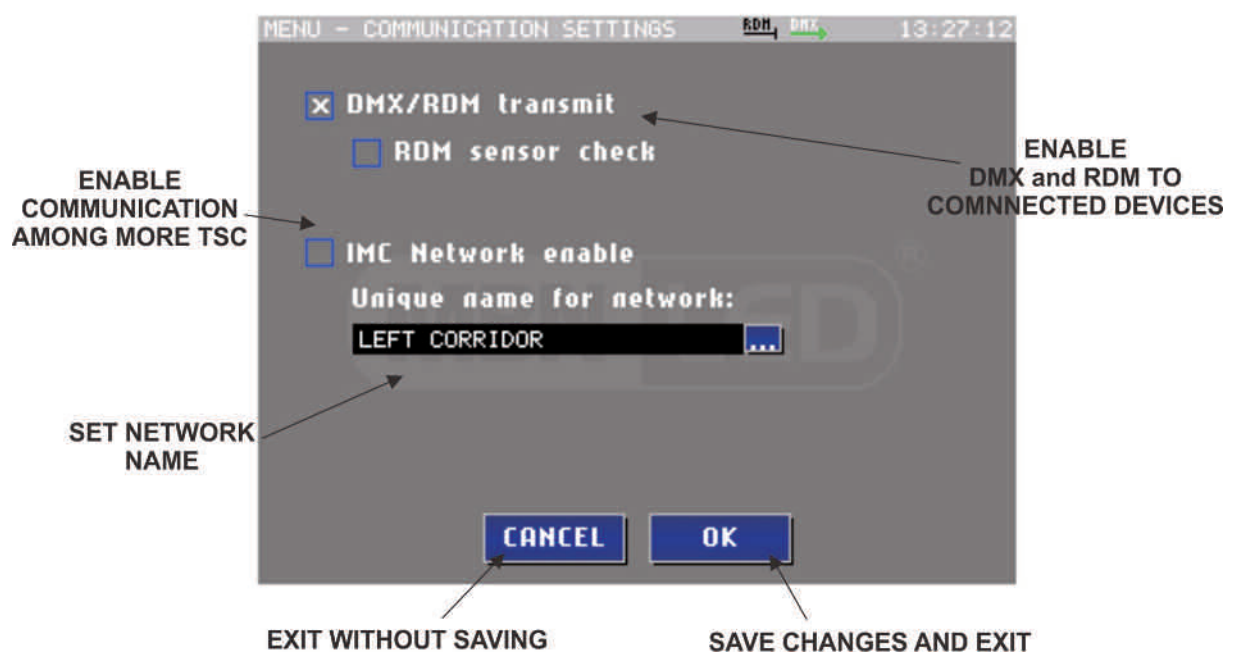 MENU - COMMUNICATION SETTINGS RDM DMX 13:27:12
x DMX/RDM transmit
RDM sensor check
ENABLE
DMX and RDM TO
COMNNECTED DEVICES
ENABLE
COMMUNICATION
AMONG MORE TSC
IMC Network enable
Unique name for network:
LEFT CORRIDOR ...
SET NETWORK
NAME
CANCEL OK
EXIT WITHOUT SAVING
SAVE CHANGES AND EXIT